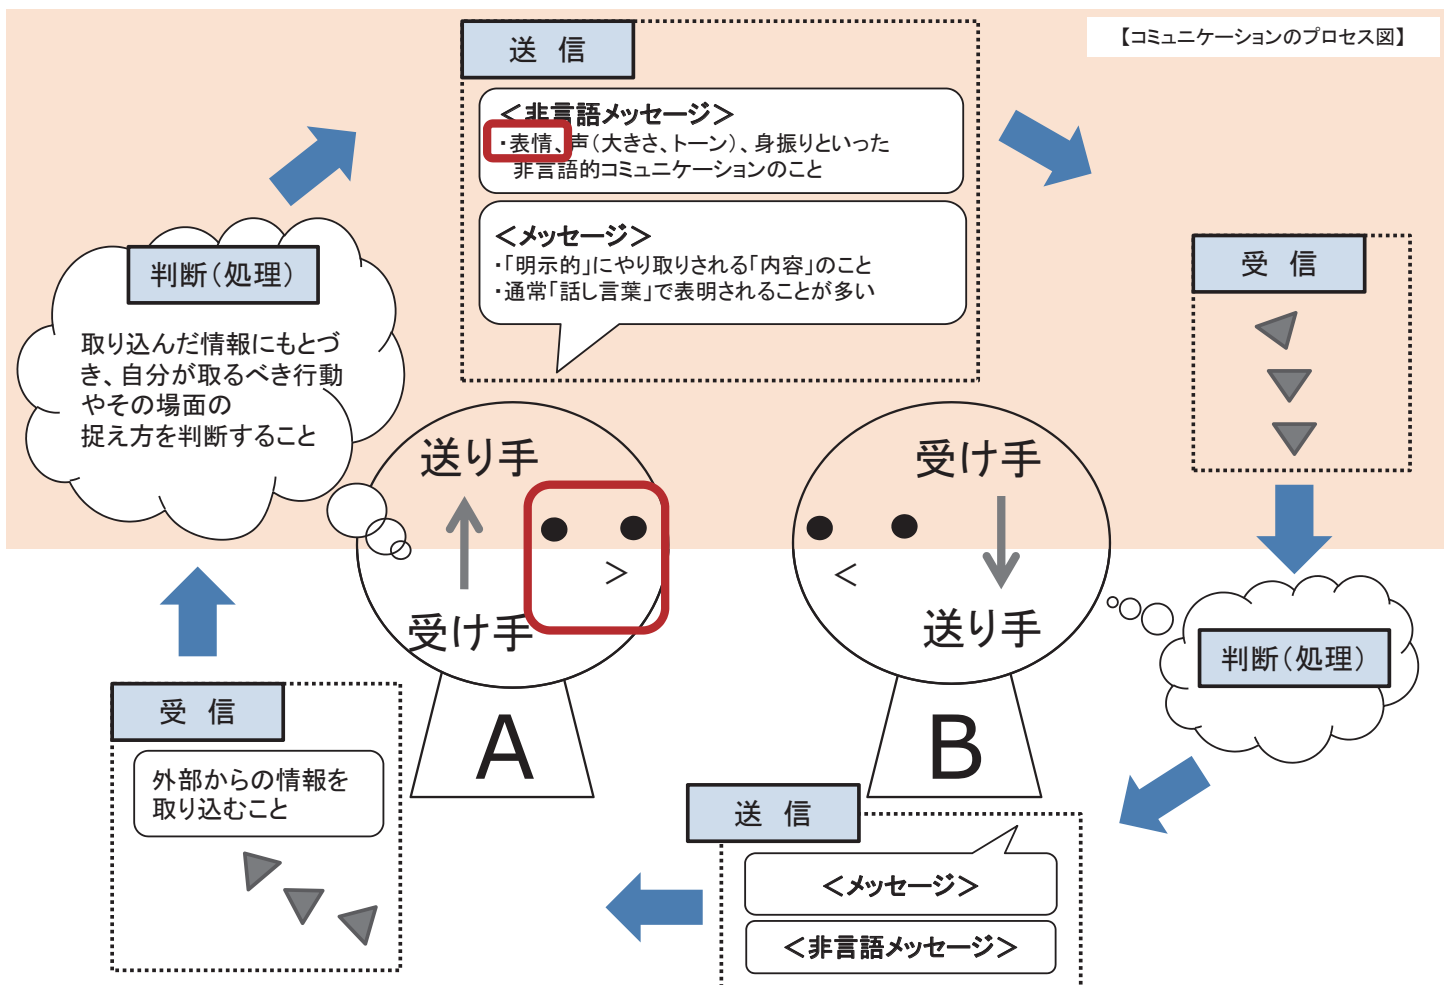 【コミュニケーションのプロセス図】
送 信
＜非言語メッセージ＞
・表情、声（大きさ、トーン）、身振りといった
非言語的コミュニケーションのこと
＜メッセージ＞
・「明示的」にやり取りされる「内容」のこと
・通常「話し言葉」で表明されることが多い
判断（処理）
取り込んだ情報にもとづ
き、自分が取るべき行動
やその場面の
捉え方を判断すること
受 信
送り手
受け手
A
受け手
送り手
B
判断（処理）
受 信
外部からの情報を
取り込むこと
送 信
＜メッセージ＞
＜非言語メッセージ＞